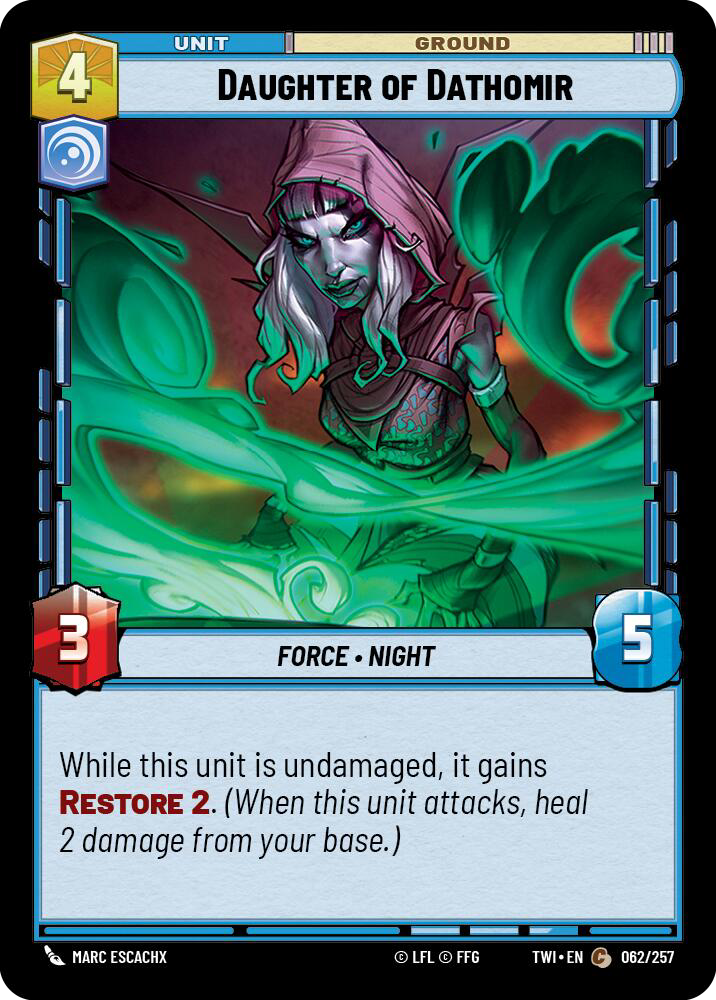 UNIT
GROUND
4
DAUGHTER OF DATHOMIR
3
FORCE • NIGHT
5
While this unit is undamaged, it gains
RESTORE 2. (When this unit attacks, heal
2 damage from your base.)
MARC ESCACHX
© LFL © FFG
TWI • EN
C
062/257